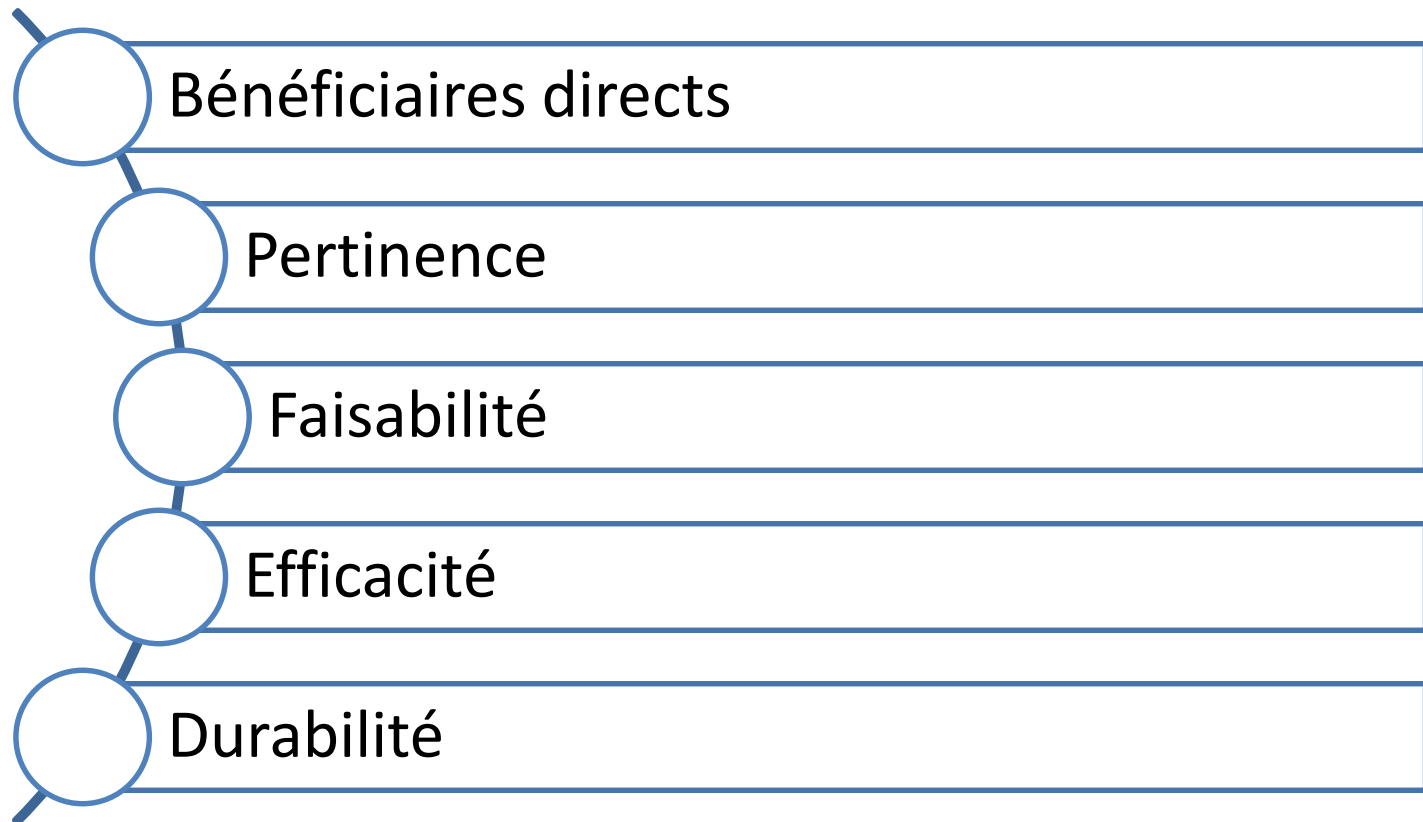 Bénéficiaires directs
Pertinence
Faisabilité
Efficacité
Durabilité